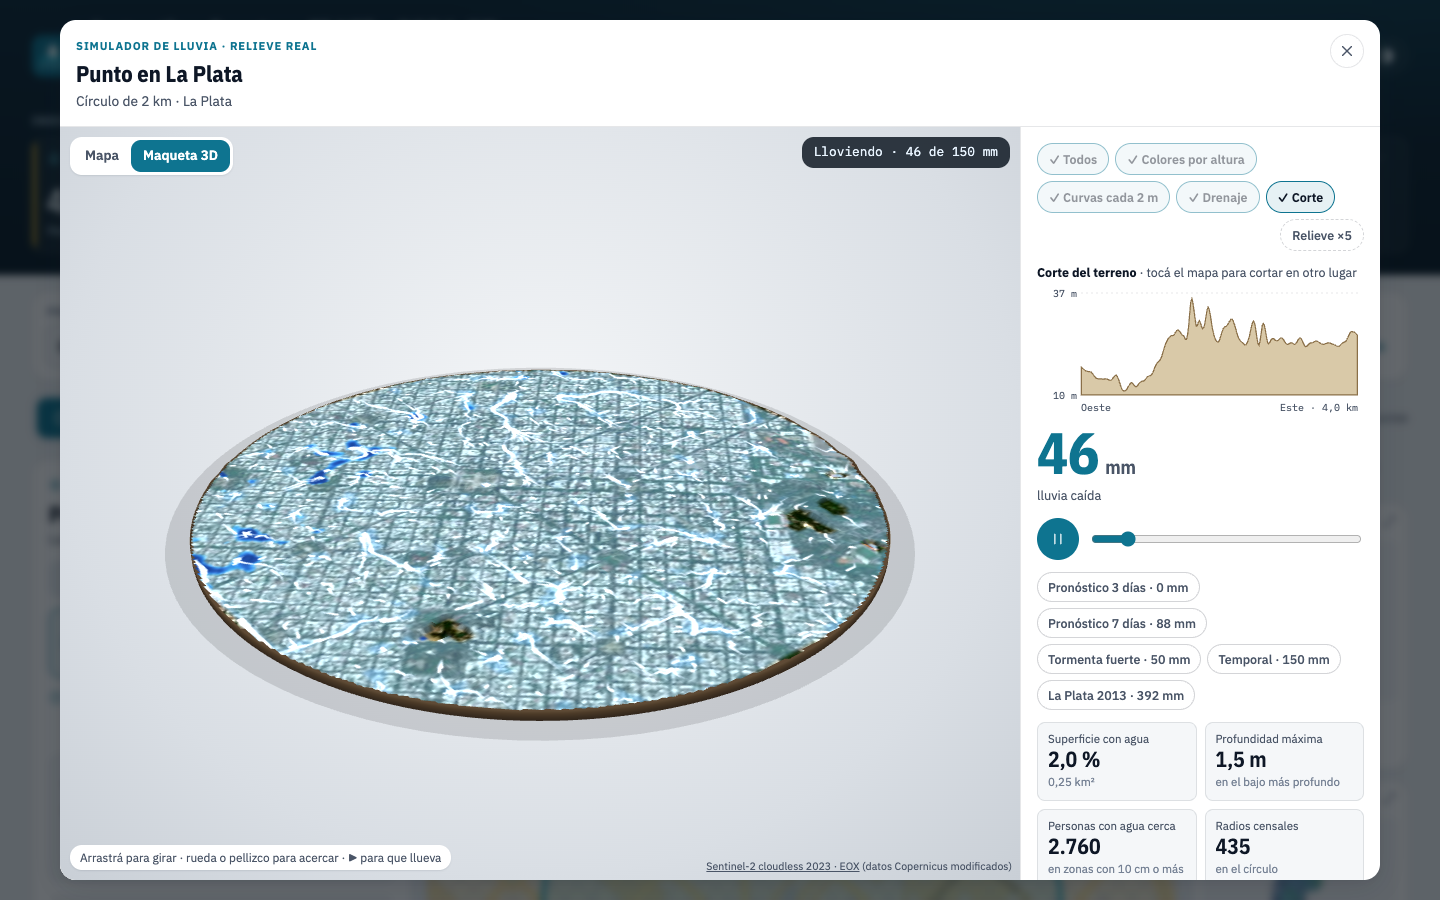 SIMULADOR DE LLUVIA · RELIEVE REAL
Punto en La Plata
Círculo de 2 km · La Plata
Mapa
Maqueta 3D
Lloviendo · 46 de 150 mm
✓ Todos
✓ Colores por altura
✓ Curvas cada 2 m
✓ Drenaje
✓ Corte
Relieve ×5
Corte del terreno · tocá el mapa para cortar en otro lugar
37 m
10 m
Oeste
Este · 4,0 km
46 mm
lluvia caída
Pronóstico 3 días · 0 mm
Pronóstico 7 días · 88 mm
Tormenta fuerte · 50 mm
Temporal · 150 mm
La Plata 2013 · 392 mm
Superficie con agua
2,0 %
0,25 km²
Profundidad máxima
1,5 m
en el bajo más profundo
Personas con agua cerca
2.760
en zonas con 10 cm o más
Radios censales
435
en el círculo
Arrastrá para girar · rueda o pellizco para acercar · ▶ para que llueva
Sentinel-2 cloudless 2023 · EOX (datos Copernicus modificados)